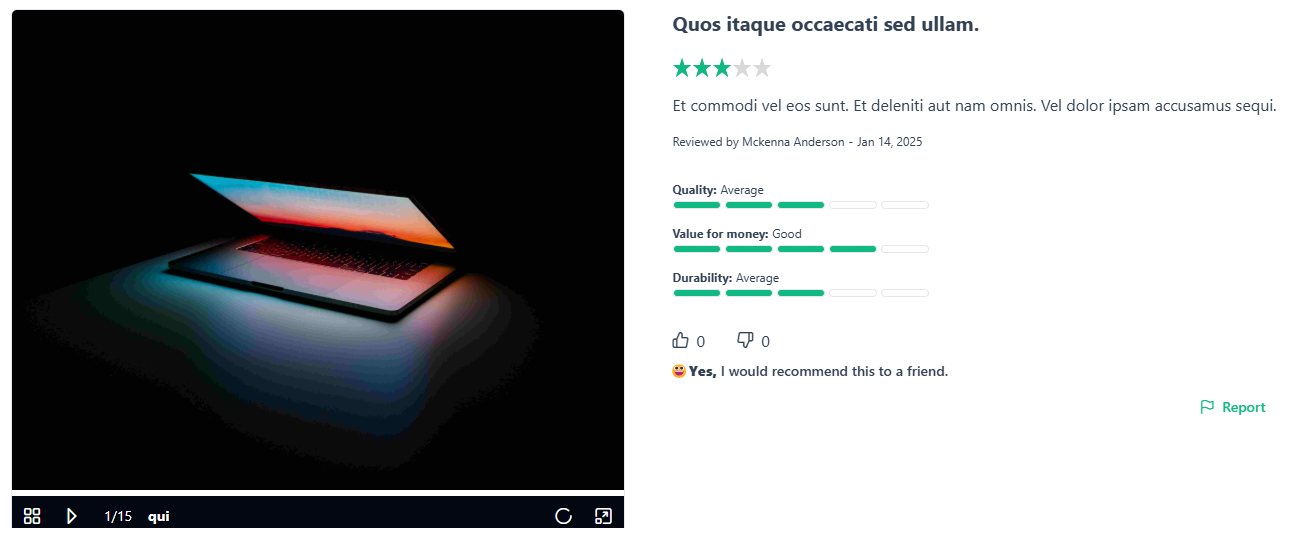 Quos itaque occaecati sed ullam.
Et commodi vel eos sunt. Et deleniti aut nam omnis. Vel dolor ipsam accusamus sequi.
Reviewed by Mckenna Anderson - Jan 14, 2025
Quality: Average
Value for money: Good
Durability: Average
0 0
Yes, I would recommend this to a friend.
Report
1/15 qui